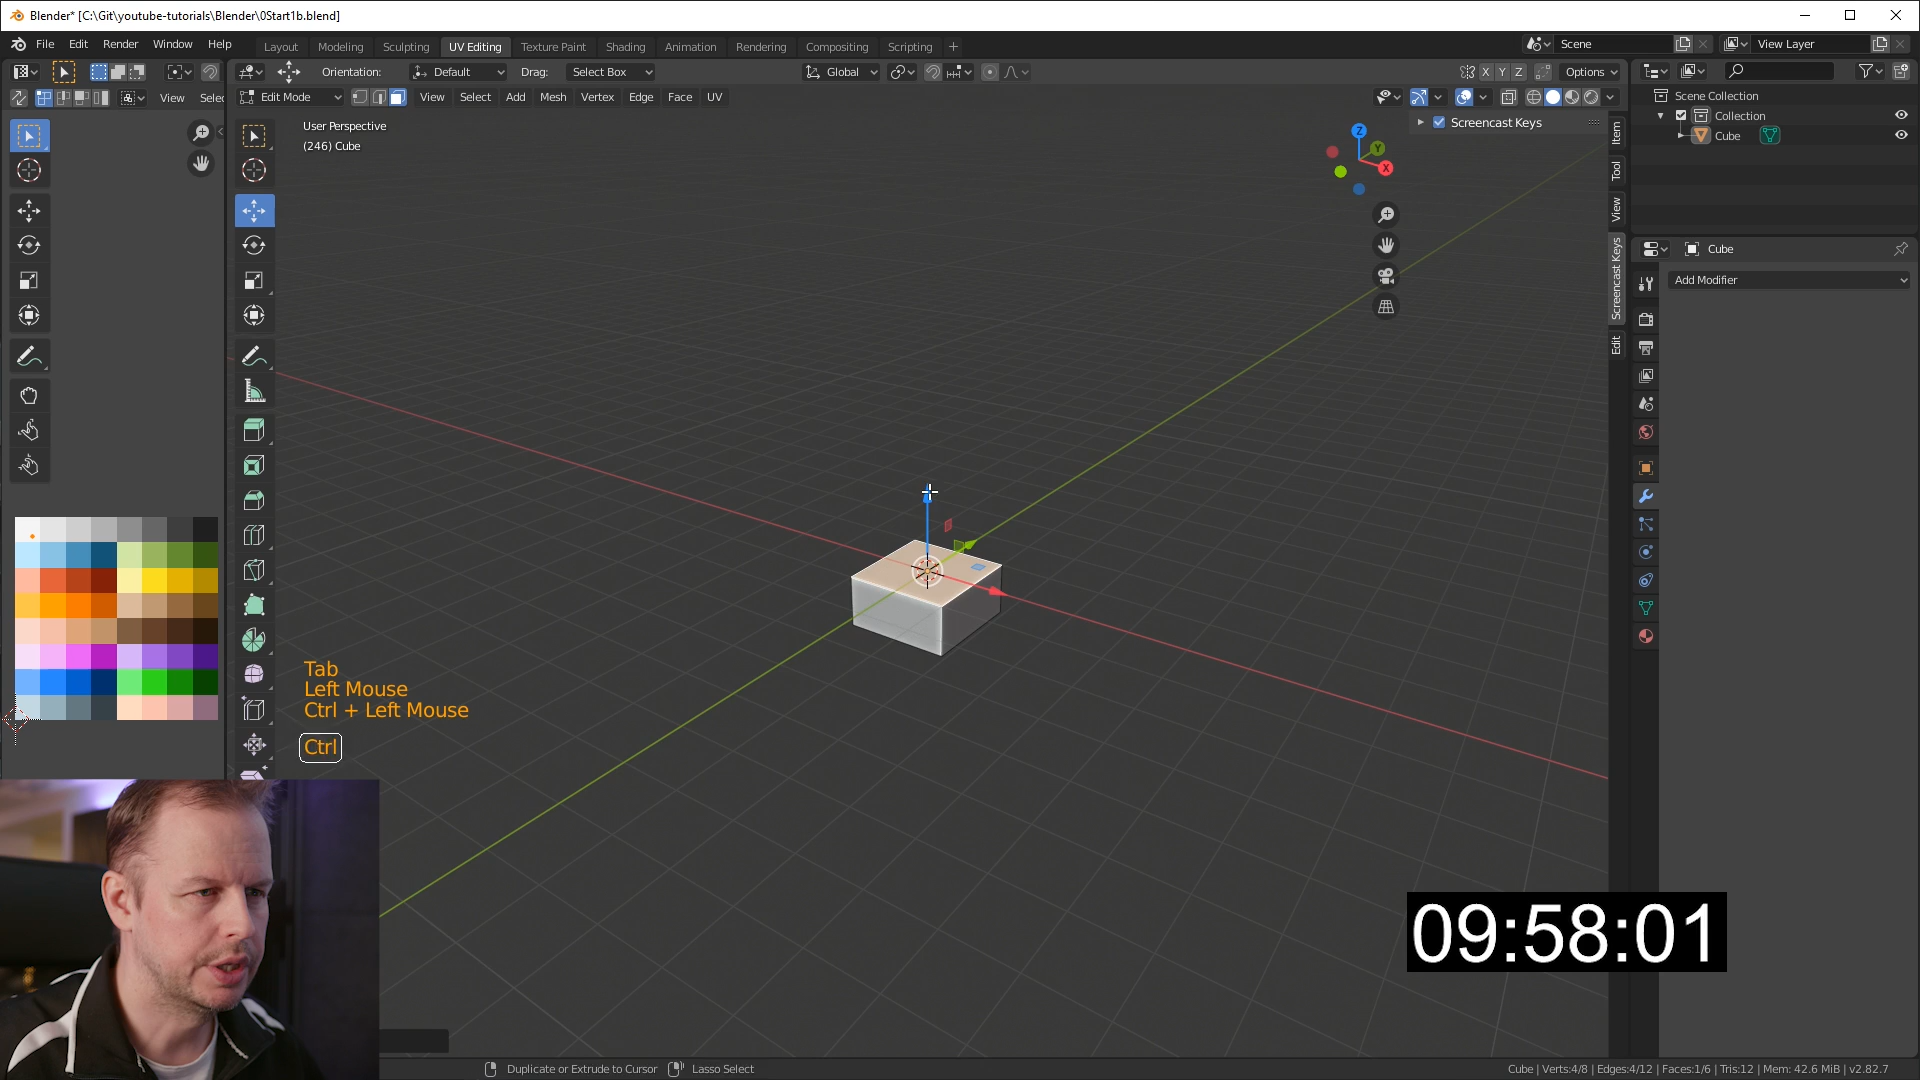 Blender* [C:\Git\youtube-tutorials\Blender\0Start1b.blend]
File Edit Render Window Help
Layout Modeling Sculpting UV Editing Texture Paint Shading Animation Rendering Compositing Scripting +
Scene
View Layer
Orientation: Default Drag: Select Box
Global
X Y Z
Options
View Selec
Edit Mode
View Select Add Mesh Vertex Edge Face UV
User Perspective
(246) Cube
Screencast Keys
Z
Y
X
Item
Tool
View
Screencast Keys
Edit
Scene Collection
Collection
Cube
Cube
Add Modifier
Tab
Left Mouse
Ctrl + Left Mouse
Ctrl
09:58:01
Duplicate or Extrude to Cursor
Lasso Select
Cube | Verts:4/8 | Edges:4/12 | Faces:1/6 | Tris:12 | Mem: 42.6 MiB | v2.82.7